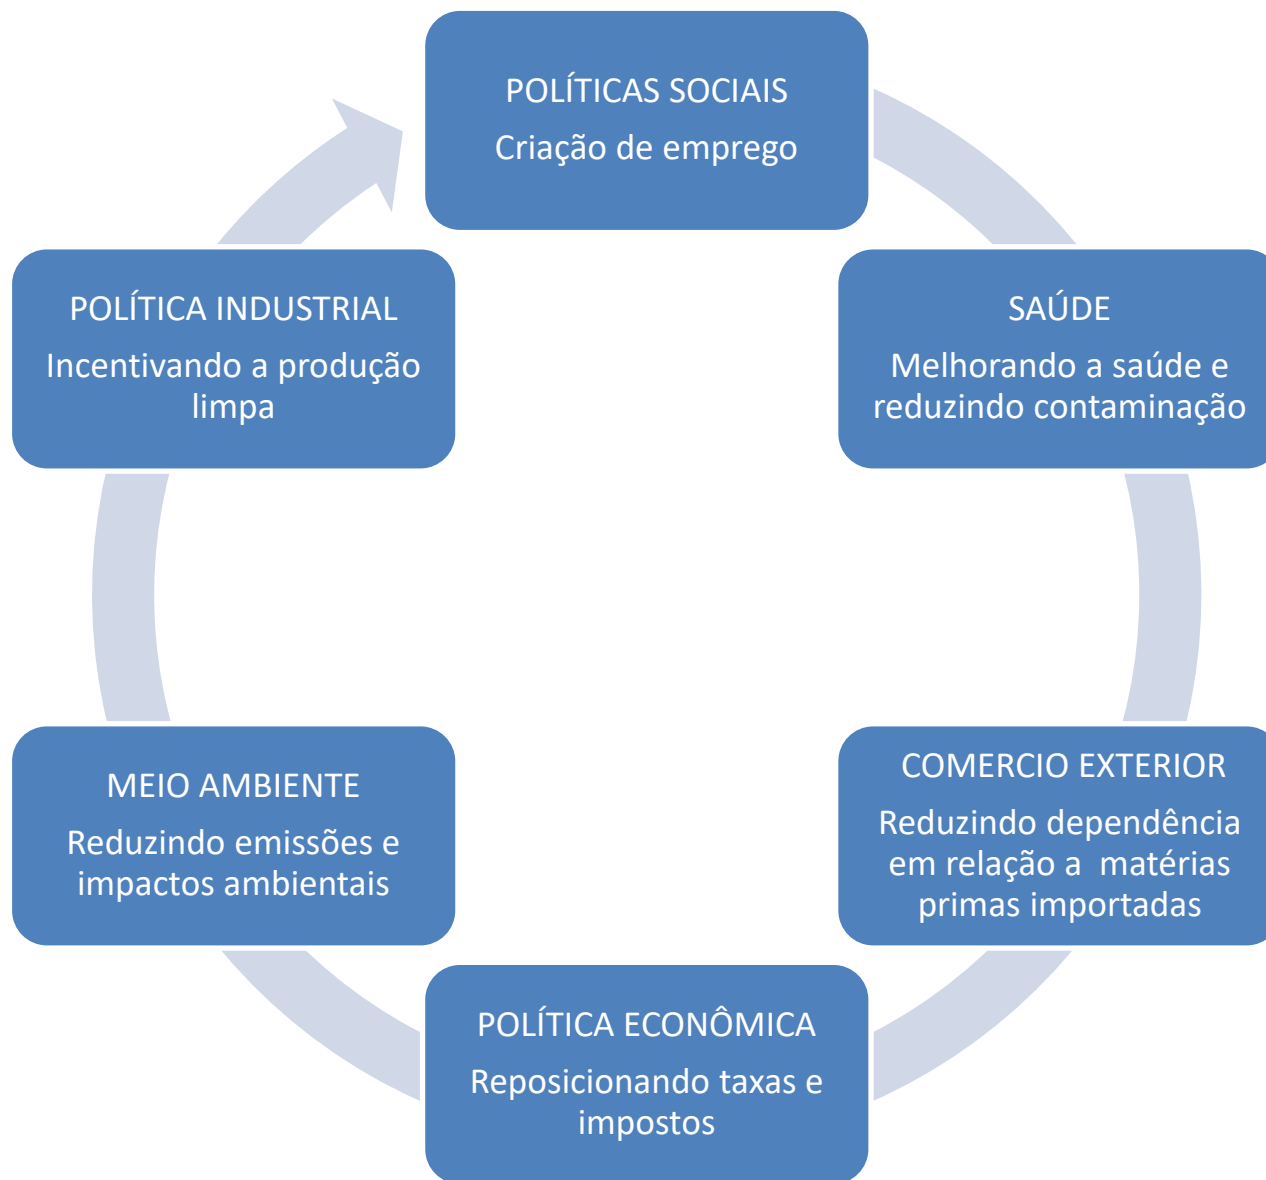 POLÍTICAS SOCIAIS
Criação de emprego
SAÚDE
Melhorando a saúde e
reduzindo contaminação
COMERCIO EXTERIOR
Reduzindo dependência
em relação a  matérias
primas importadas
POLÍTICA ECONÔMICA
Reposicionando taxas e
impostos
MEIO AMBIENTE
Reduzindo emissões e
impactos ambientais
POLÍTICA INDUSTRIAL
Incentivando a produção
limpa